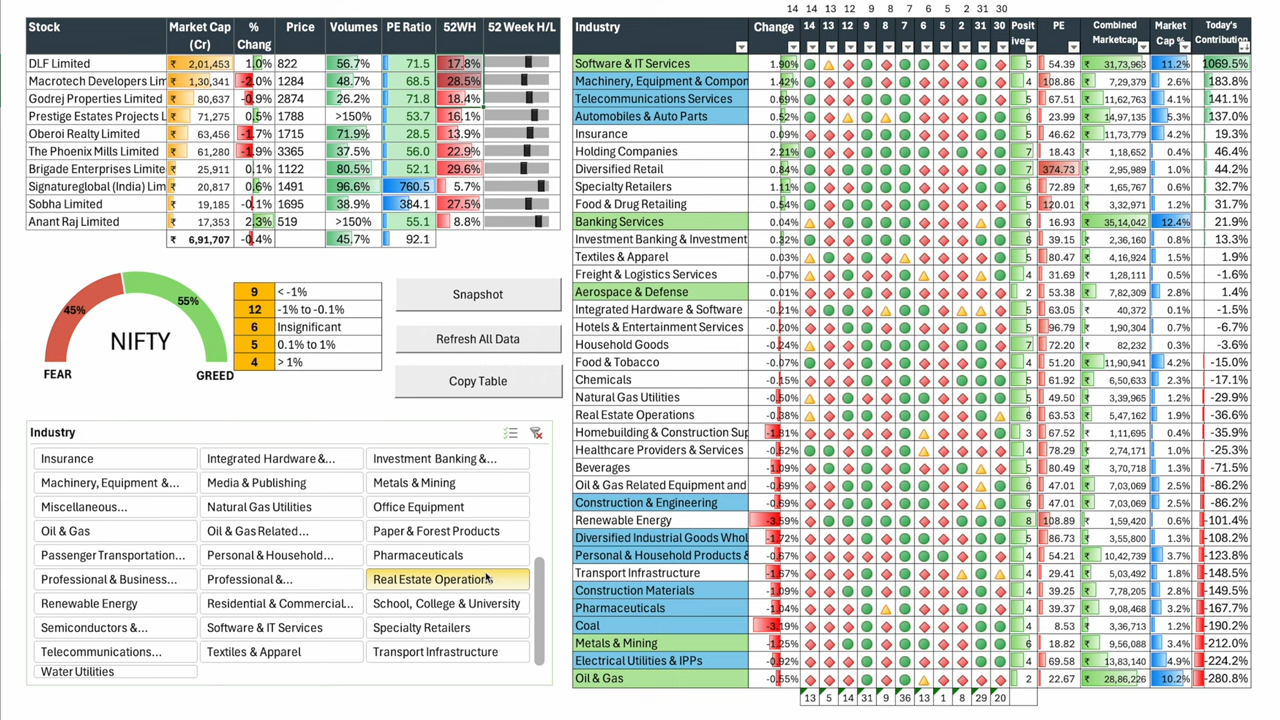 Stock Market Cap (Cr) % Chang Price Volumes PE Ratio 52WH 52 Week H/L
DLF Limited ₹ 2,01,453 1.0% 822 56.7% 71.5 17.8%
Macrotech Developers Lim ₹ 1,30,341 -2.0% 1284 48.7% 68.5 28.5%
Godrej Properties Limited ₹ 80,637 -0.9% 2874 26.2% 71.8 18.4%
Prestige Estates Projects L ₹ 71,275 0.5% 1788 >150% 53.7 16.1%
Oberoi Realty Limited ₹ 63,456 -1.7% 1715 71.9% 28.5 13.9%
The Phoenix Mills Limited ₹ 61,280 -1.9% 3365 37.5% 56.0 22.9%
Brigade Enterprises Limite ₹ 25,911 0.1% 1122 80.5% 52.1 29.6%
Signatureglobal (India) Lim ₹ 20,817 0.6% 1491 96.6% 760.5 5.7%
Sobha Limited ₹ 19,185 -0.1% 1695 38.9% 384.1 27.5%
Anant Raj Limited ₹ 17,353 2.3% 519 >150% 55.1 8.8%
₹ 6,91,707 -0.4% 45.7% 92.1
45%
55%
NIFTY
FEAR
GREED
9 < -1%
12 -1% to -0.1%
6 Insignificant
5 0.1% to 1%
4 > 1%
Snapshot
Refresh All Data
Copy Table
Industry
Insurance Integrated Hardware &... Investment Banking &...
Machinery, Equipment &... Media & Publishing Metals & Mining
Miscellaneous... Natural Gas Utilities Office Equipment
Oil & Gas Oil & Gas Related... Paper & Forest Products
Passenger Transportation... Personal & Household... Pharmaceuticals
Professional & Business... Professional &... Real Estate Operations
Renewable Energy Residential & Commercial... School, College & University
Semiconductors &... Software & IT Services Specialty Retailers
Telecommunications... Textiles & Apparel Transport Infrastructure
Water Utilities
14 14 13 12 9 8 7 6 5 2 31 30
Industry Change 14 13 12 9 8 7 6 5 2 31 30 Posit ives PE Combined Marketcap Market Cap % Today's Contribution
Software & IT Services 1.90% 5 54.39 ₹ 31,73,963 11.2% 1069.5%
Machinery, Equipment & Compon 1.42% 4 108.86 ₹ 7,29,379 2.6% 183.8%
Telecommunications Services 0.69% 5 67.51 ₹ 11,62,763 4.1% 141.1%
Automobiles & Auto Parts 0.52% 6 23.99 ₹ 14,97,135 5.3% 137.0%
Insurance 0.09% 5 46.62 ₹ 11,73,779 4.2% 19.3%
Holding Companies 2.21% 7 18.43 ₹ 1,18,652 0.4% 46.4%
Diversified Retail 0.84% 7 374.73 ₹ 2,95,989 1.0% 44.2%
Specialty Retailers 1.11% 6 72.89 ₹ 1,65,767 0.6% 32.7%
Food & Drug Retailing 0.54% 5 120.01 ₹ 3,32,971 1.2% 31.7%
Banking Services 0.04% 6 16.93 ₹ 35,14,042 12.4% 21.9%
Investment Banking & Investment 0.32% 6 39.15 ₹ 2,36,160 0.8% 13.3%
Textiles & Apparel 0.03% 5 80.47 ₹ 4,16,924 1.5% 1.9%
Freight & Logistics Services -0.07% 4 31.69 ₹ 1,28,111 0.5% -1.6%
Aerospace & Defense 0.01% 2 53.38 ₹ 7,82,309 2.8% 1.4%
Integrated Hardware & Software -0.21% 5 63.05 ₹ 40,372 0.1% -1.5%
Hotels & Entertainment Services -0.20% 5 96.79 ₹ 1,90,304 0.7% -6.7%
Household Goods -0.24% 7 72.20 ₹ 82,232 0.3% -3.6%
Food & Tobacco -0.07% 4 51.20 ₹ 11,90,941 4.2% -15.0%
Chemicals -0.15% 5 61.92 ₹ 6,50,633 2.3% -17.1%
Natural Gas Utilities -0.50% 5 49.50 ₹ 3,39,965 1.2% -29.9%
Real Estate Operations -0.38% 6 63.53 ₹ 5,47,162 1.9% -36.6%
Homebuilding & Construction Sup -1.81% 3 67.52 ₹ 1,11,695 0.4% -35.9%
Healthcare Providers & Services -0.52% 4 78.29 ₹ 2,74,171 1.0% -25.3%
Beverages -1.09% 5 80.49 ₹ 3,70,718 1.3% -71.5%
Oil & Gas Related Equipment and -0.69% 6 47.01 ₹ 7,03,069 2.5% -86.2%
Construction & Engineering -0.69% 6 47.01 ₹ 7,03,069 2.5% -86.2%
Renewable Energy -3.59% 8 108.89 ₹ 1,59,420 0.6% -101.4%
Diversified Industrial Goods Whol -1.72% 5 86.73 ₹ 3,55,800 1.3% -108.2%
Personal & Household Products & -0.67% 4 54.21 ₹ 10,42,739 3.7% -123.8%
Transport Infrastructure -1.67% 4 29.41 ₹ 5,03,492 1.8% -148.5%
Construction Materials -1.09% 4 39.25 ₹ 7,78,205 2.8% -149.5%
Pharmaceuticals -1.04% 4 39.37 ₹ 9,08,468 3.2% -167.7%
Coal -3.19% 4 8.53 ₹ 3,36,713 1.2% -190.2%
Metals & Mining -1.25% 6 18.82 ₹ 9,56,088 3.4% -212.0%
Electrical Utilities & IPPs -0.92% 4 69.58 ₹ 13,83,140 4.9% -224.2%
Oil & Gas -0.55% 2 22.67 ₹ 28,86,226 10.2% -280.8%
13 5 14 31 9 36 13 1 8 29 20